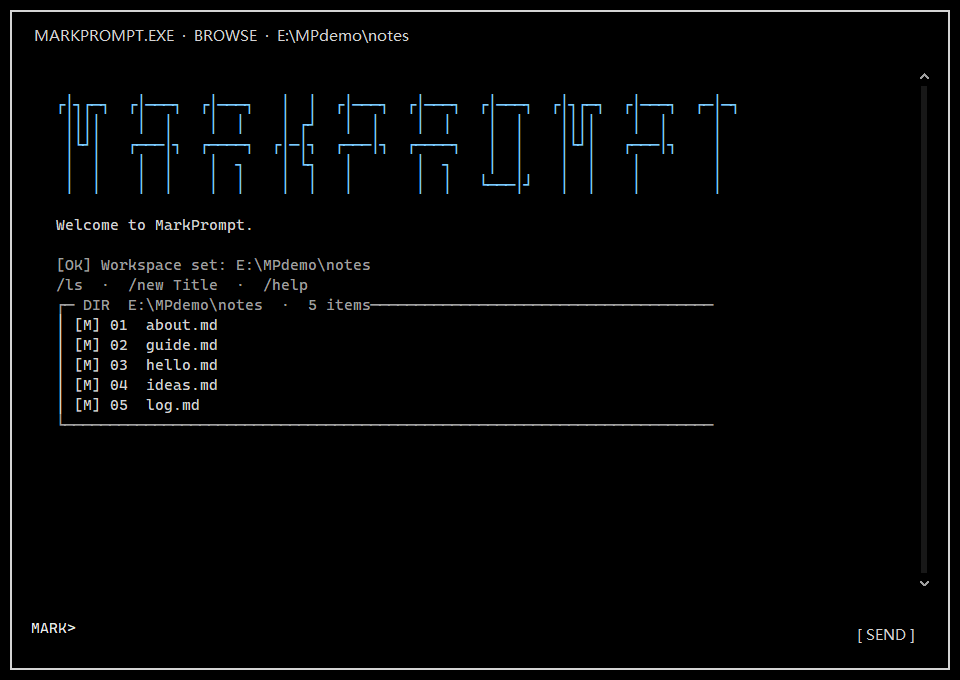 MARKPROMPT.EXE · BROWSE · E:\MPdemo\notes
MARKPROMPT
Welcome to MarkPrompt.
[OK] Workspace set: E:\MPdemo\notes
/ls · /new Title · /help
DIR E:\MPdemo\notes · 5 items
[M] 01 about.md
[M] 02 guide.md
[M] 03 hello.md
[M] 04 ideas.md
[M] 05 log.md
MARK>
[ SEND ]